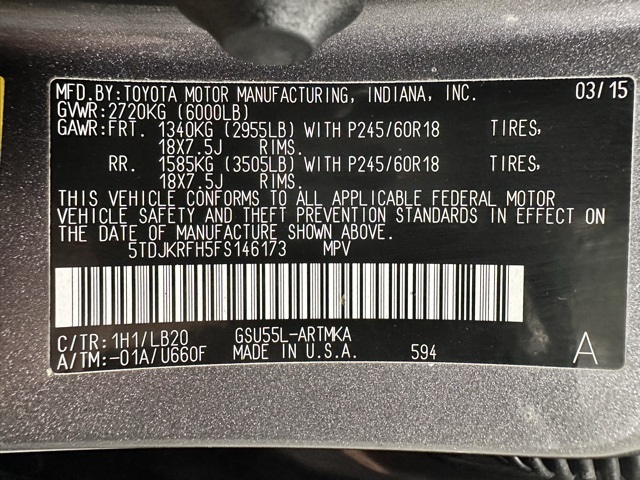 MFD.BY:TOYOTA MOTOR MANUFACTURING, INDIANA, INC. 03/15
GVWR:2720KG (6000LB)
GAWR:FRT. 1340KG (2955LB) WITH P245/60R18 TIRES,
18X7.5J RIMS.
RR. 1585KG (3505LB) WITH P245/60R18 TIRES,
18X7.5J RIMS.
THIS VEHICLE CONFORMS TO ALL APPLICABLE FEDERAL MOTOR
VEHICLE SAFETY AND THEFT PREVENTION STANDARDS IN EFFECT ON
THE DATE OF MANUFACTURE SHOWN ABOVE.
5TDJKRFH5FS146173 MPV
C/TR:1H1/LB20 GSU55L-ARTMKA
A/TM:-01A/U660F MADE IN U.S.A. 594 A